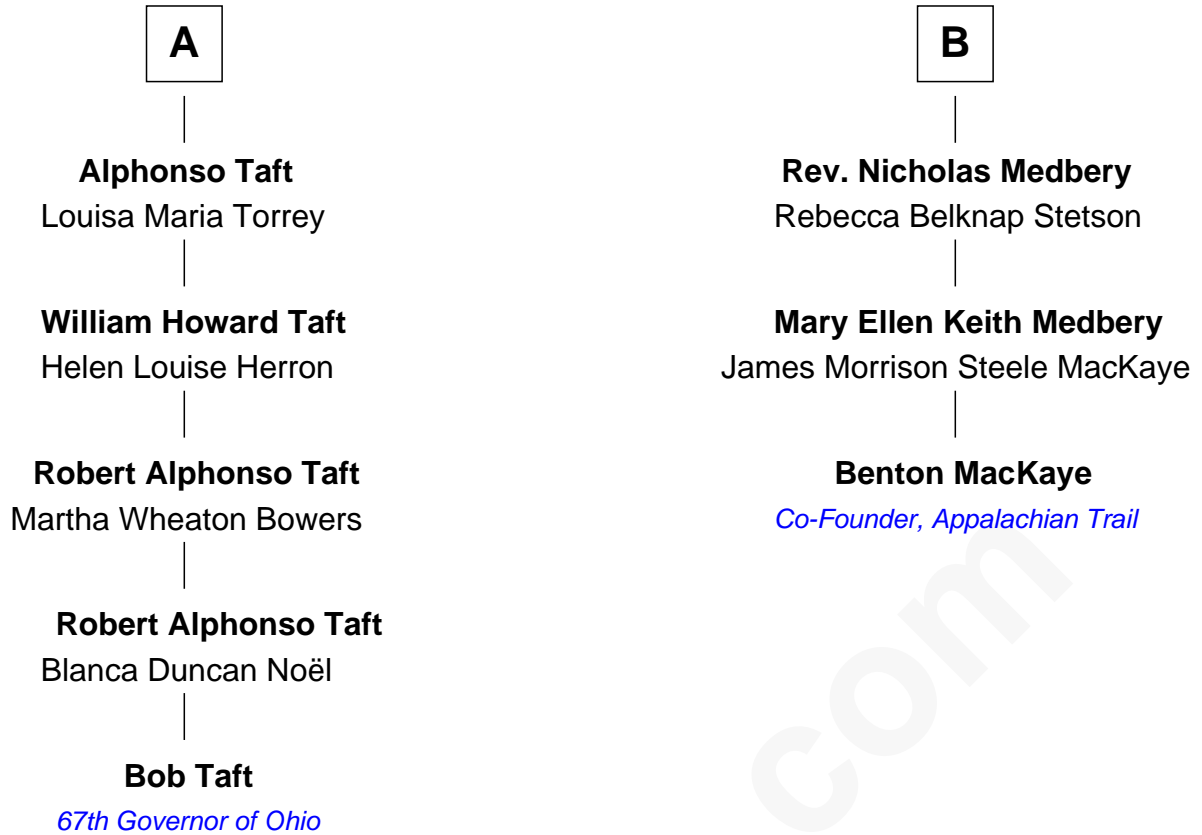 A
Alphonso Taft
Louisa Maria Torrey
William Howard Taft
Helen Louise Herron
Robert Alphonso Taft
Martha Wheaton Bowers
Robert Alphonso Taft
Blanca Duncan Noël
Bob Taft
67th Governor of Ohio
B
Rev. Nicholas Medbery
Rebecca Belknap Stetson
Mary Ellen Keith Medbery
James Morrison Steele MacKaye
Benton MacKaye
Co-Founder, Appalachian Trail
com